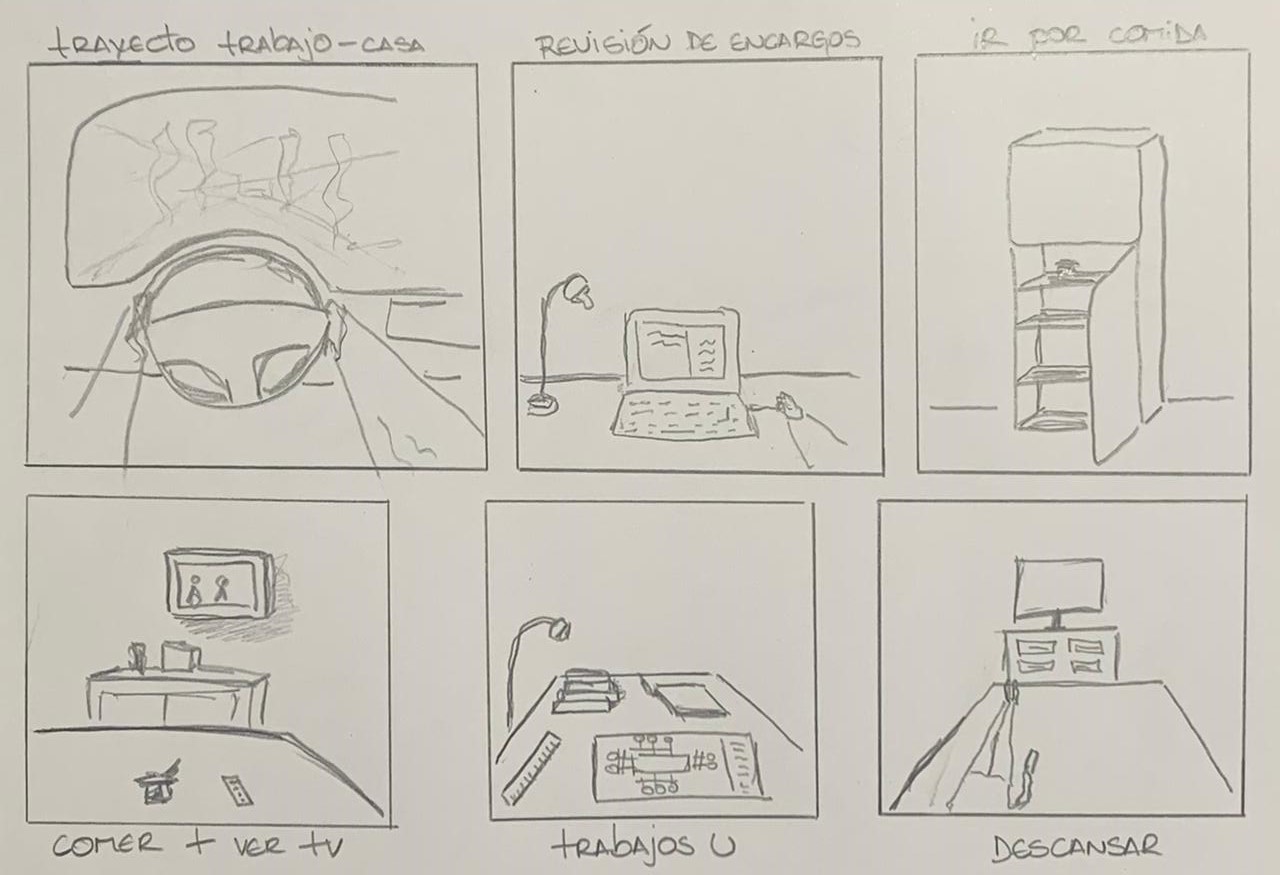 trayecto trabajo-casa
REVISIÓN DE ENCARGOS
iR POR COMiDA
COMER + VER tV
tRABAJOS U
DESCANSAR